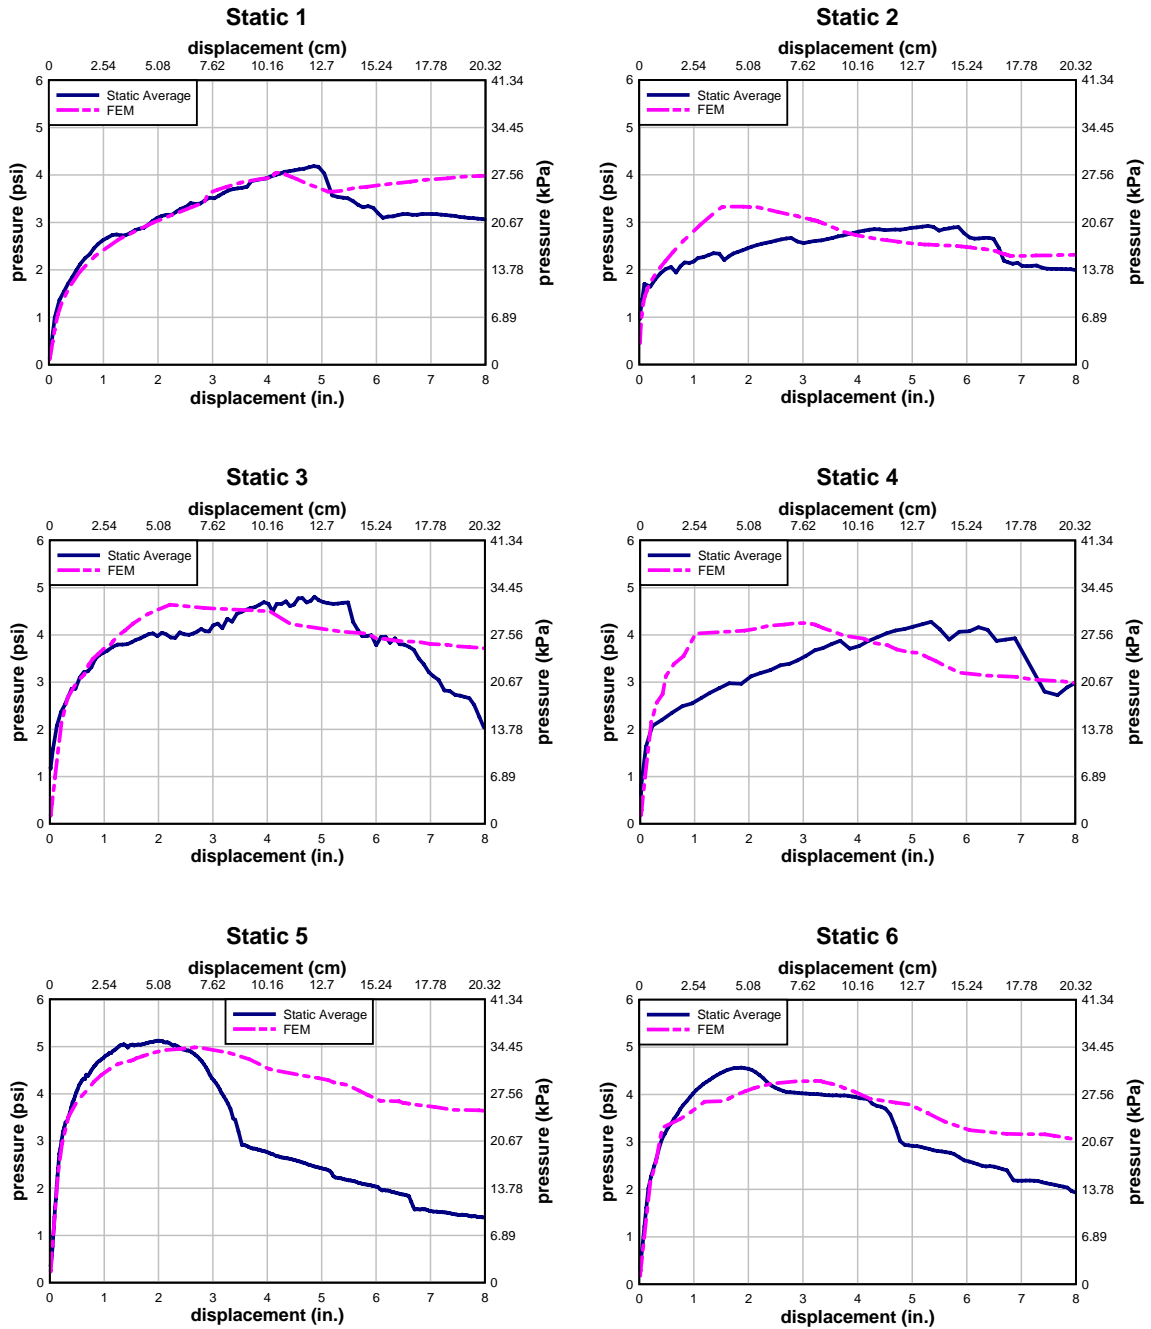 Static 1
displacement (cm)
0 2.54 5.08 7.62 10.16 12.7 15.24 17.78 20.32
6 41.34
Static Average
FEM
5 34.45
4 27.56
3 20.67
2 13.78
1 6.89
0 0
pressure (psi)
pressure (kPa)
0 1 2 3 4 5 6 7 8
displacement (in.)
Static 2
displacement (cm)
0 2.54 5.08 7.62 10.16 12.7 15.24 17.78 20.32
6 41.34
Static Average
FEM
5 34.45
4 27.56
3 20.67
2 13.78
1 6.89
0 0
pressure (psi)
pressure (kPa)
0 1 2 3 4 5 6 7 8
displacement (in.)
Static 3
displacement (cm)
0 2.54 5.08 7.62 10.16 12.7 15.24 17.78 20.32
6 41.34
Static Average
FEM
5 34.45
4 27.56
3 20.67
2 13.78
1 6.89
0 0
pressure (psi)
pressure (kPa)
0 1 2 3 4 5 6 7 8
displacement (in.)
Static 4
displacement (cm)
0 2.54 5.08 7.62 10.16 12.7 15.24 17.78 20.32
6 41.34
Static Average
FEM
5 34.45
4 27.56
3 20.67
2 13.78
1 6.89
0 0
pressure (psi)
pressure (kPa)
0 1 2 3 4 5 6 7 8
displacement (in.)
Static 5
displacement (cm)
0 2.54 5.08 7.62 10.16 12.7 15.24 17.78 20.32
6 41.34
Static Average
FEM
5 34.45
4 27.56
3 20.67
2 13.78
1 6.89
0 0
pressure (psi)
pressure (kPa)
0 1 2 3 4 5 6 7 8
displacement (in.)
Static 6
displacement (cm)
0 2.54 5.08 7.62 10.16 12.7 15.24 17.78 20.32
6 41.34
Static Average
FEM
5 34.45
4 27.56
3 20.67
2 13.78
1 6.89
0 0
pressure (psi)
pressure (kPa)
0 1 2 3 4 5 6 7 8
displacement (in.)